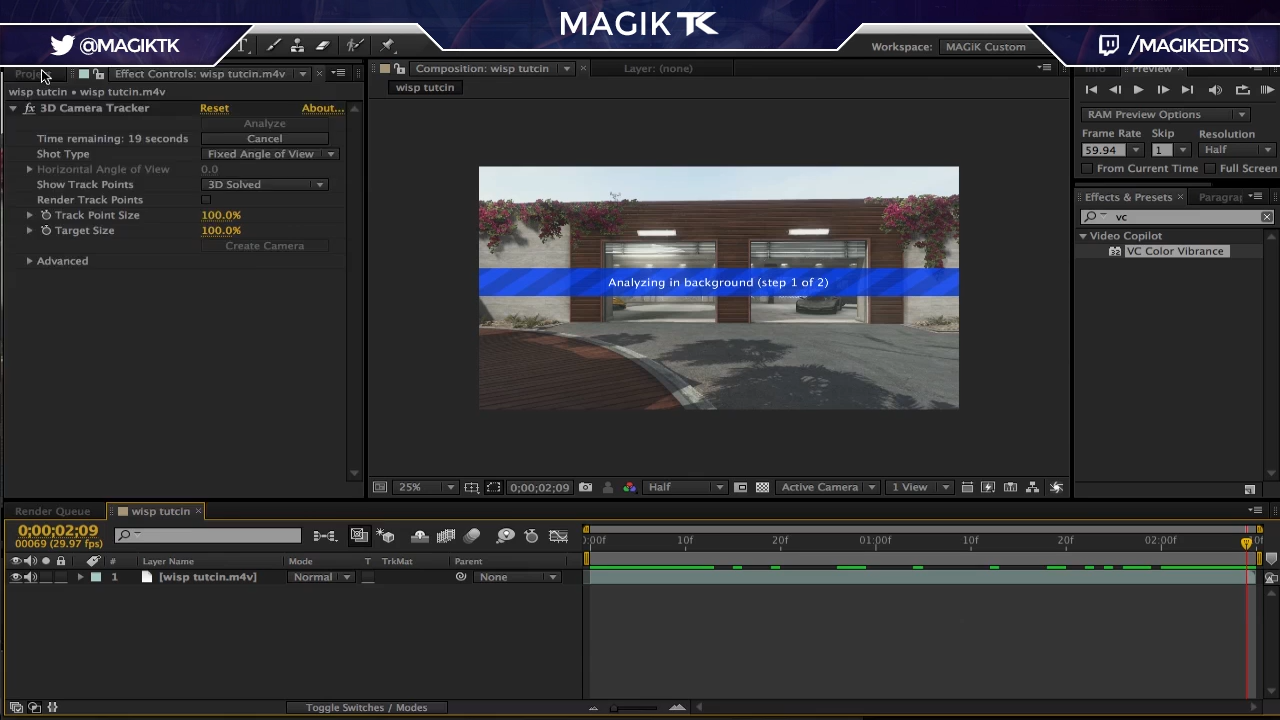 MAGIK TK
@MAGIKTK
/MAGIKEDITS
Workspace: MAGiK Custom
Effect Controls: wisp tutcin.m4v
Composition: wisp tutcin
Layer: (none)
Info
Preview
wisp tutcin • wisp tutcin.m4v
wisp tutcin
fx 3D Camera Tracker Reset About...
Analyze
Time remaining: 19 seconds Cancel
Shot Type Fixed Angle of View
Horizontal Angle of View 0.0
Show Track Points 3D Solved
Render Track Points
Track Point Size 100.0%
Target Size 100.0%
Create Camera
Advanced
Analyzing in background (step 1 of 2)
RAM Preview Options
Frame Rate Skip Resolution
59.94 1 Half
From Current Time Full Screen
Effects & Presets
Paragrap
vc
Video Copilot
32 VC Color Vibrance
25% 0;00;02;09 Half Active Camera 1 View
Render Queue wisp tutcin
0;00;02;09
00069 (29.97 fps)
:00f 10f 20f 01:00f 10f 20f 02:00f
# Layer Name Mode T TrkMat Parent
1 [wisp tutcin.m4v] Normal None
Toggle Switches / Modes